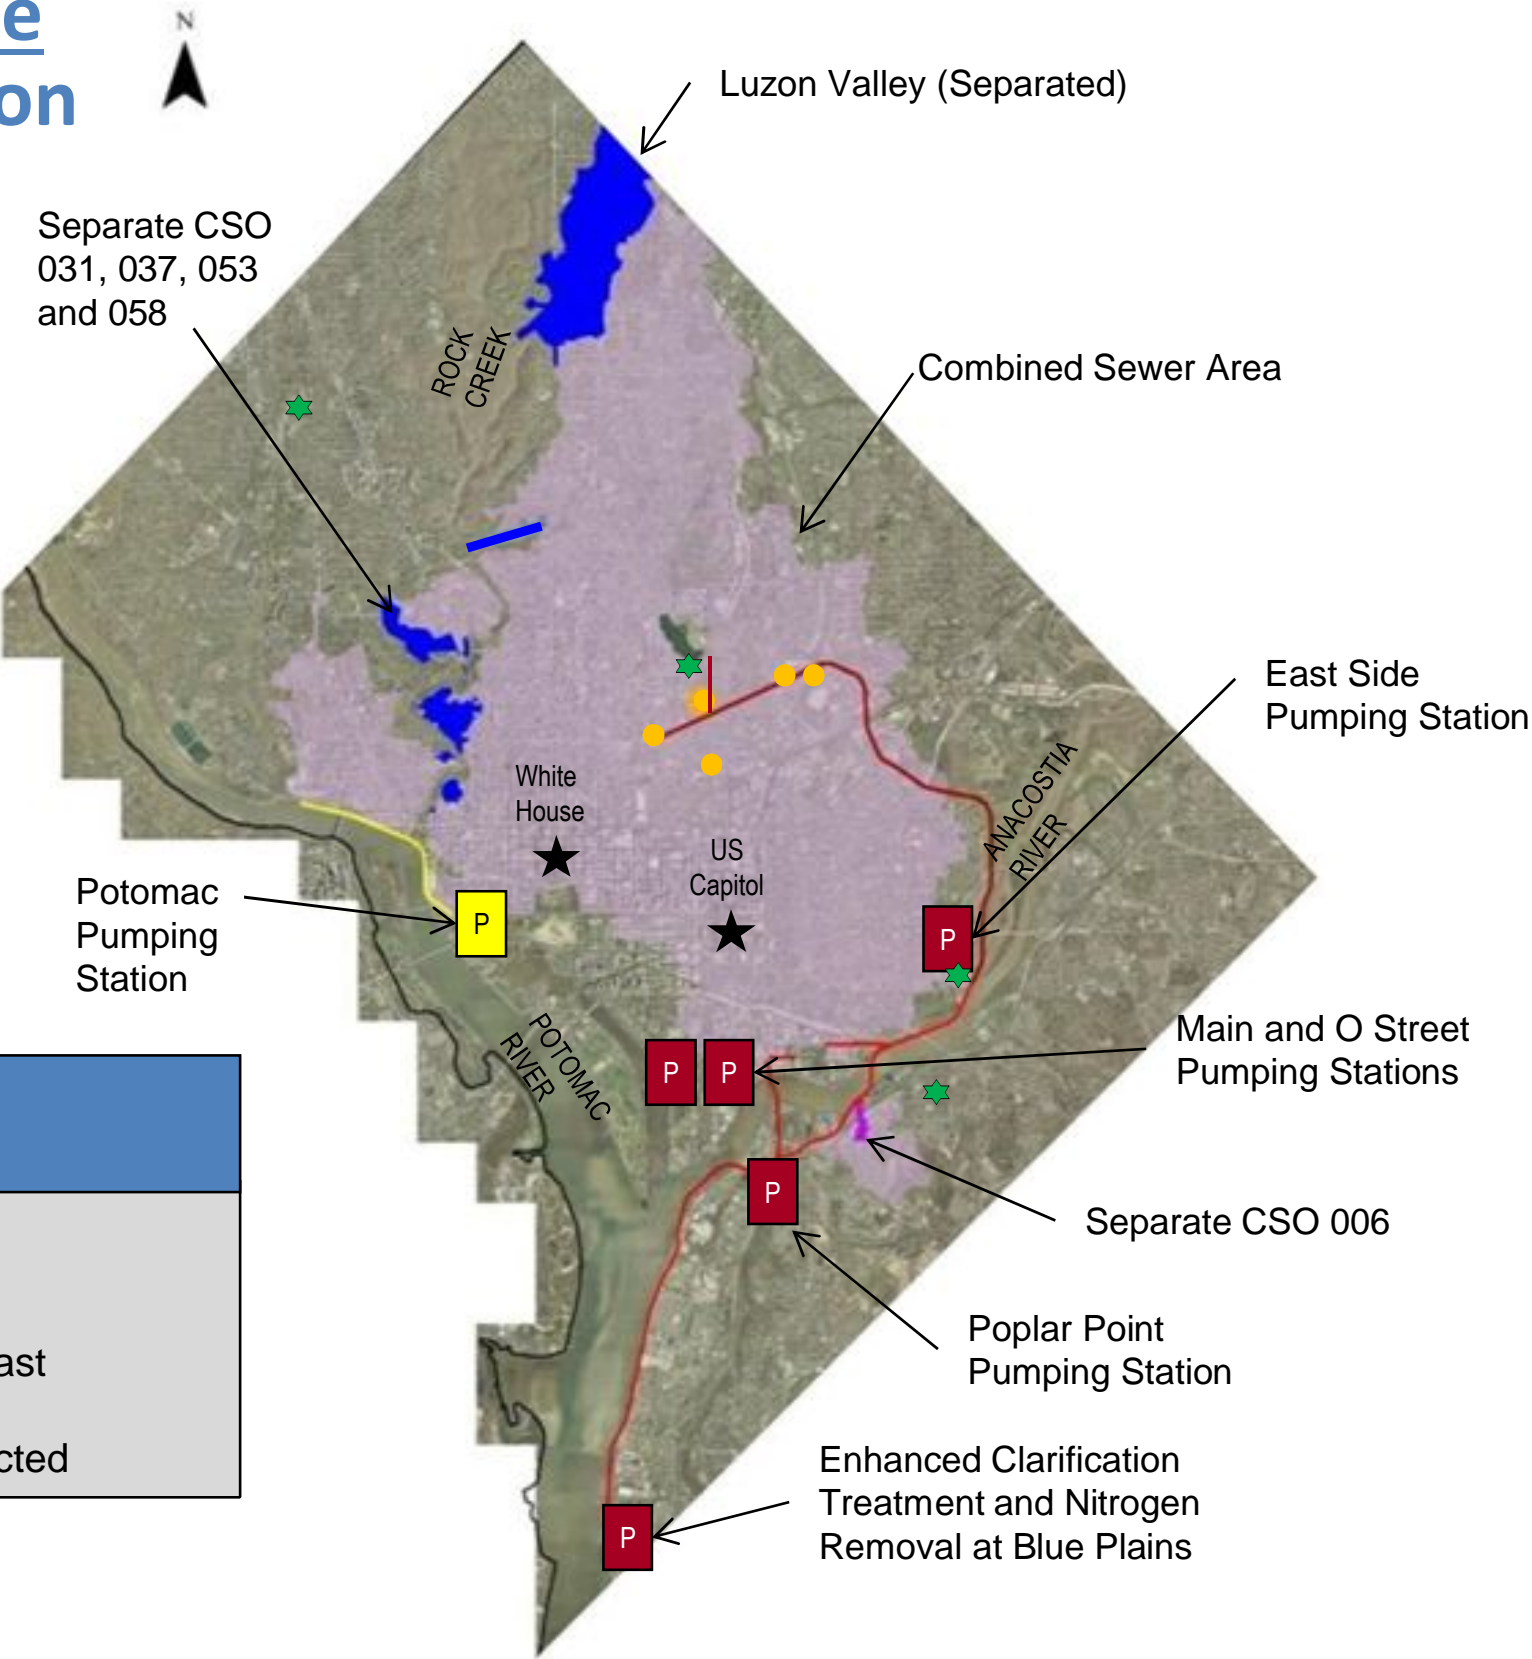 e
on
N
Luzon Valley (Separated)
Separate CSO
031, 037, 053
and 058
ROCK
CREEK
Combined Sewer Area
East Side
Pumping Station
ANACOSTIA
RIVER
White
House
US
Capitol
Potomac
Pumping
Station
P
P
POTOMAC
RIVER
P
P
Main and O Street
Pumping Stations
P
Separate CSO 006
Poplar Point
Pumping Station
ast
cted
Enhanced Clarification
Treatment and Nitrogen
Removal at Blue Plains
P